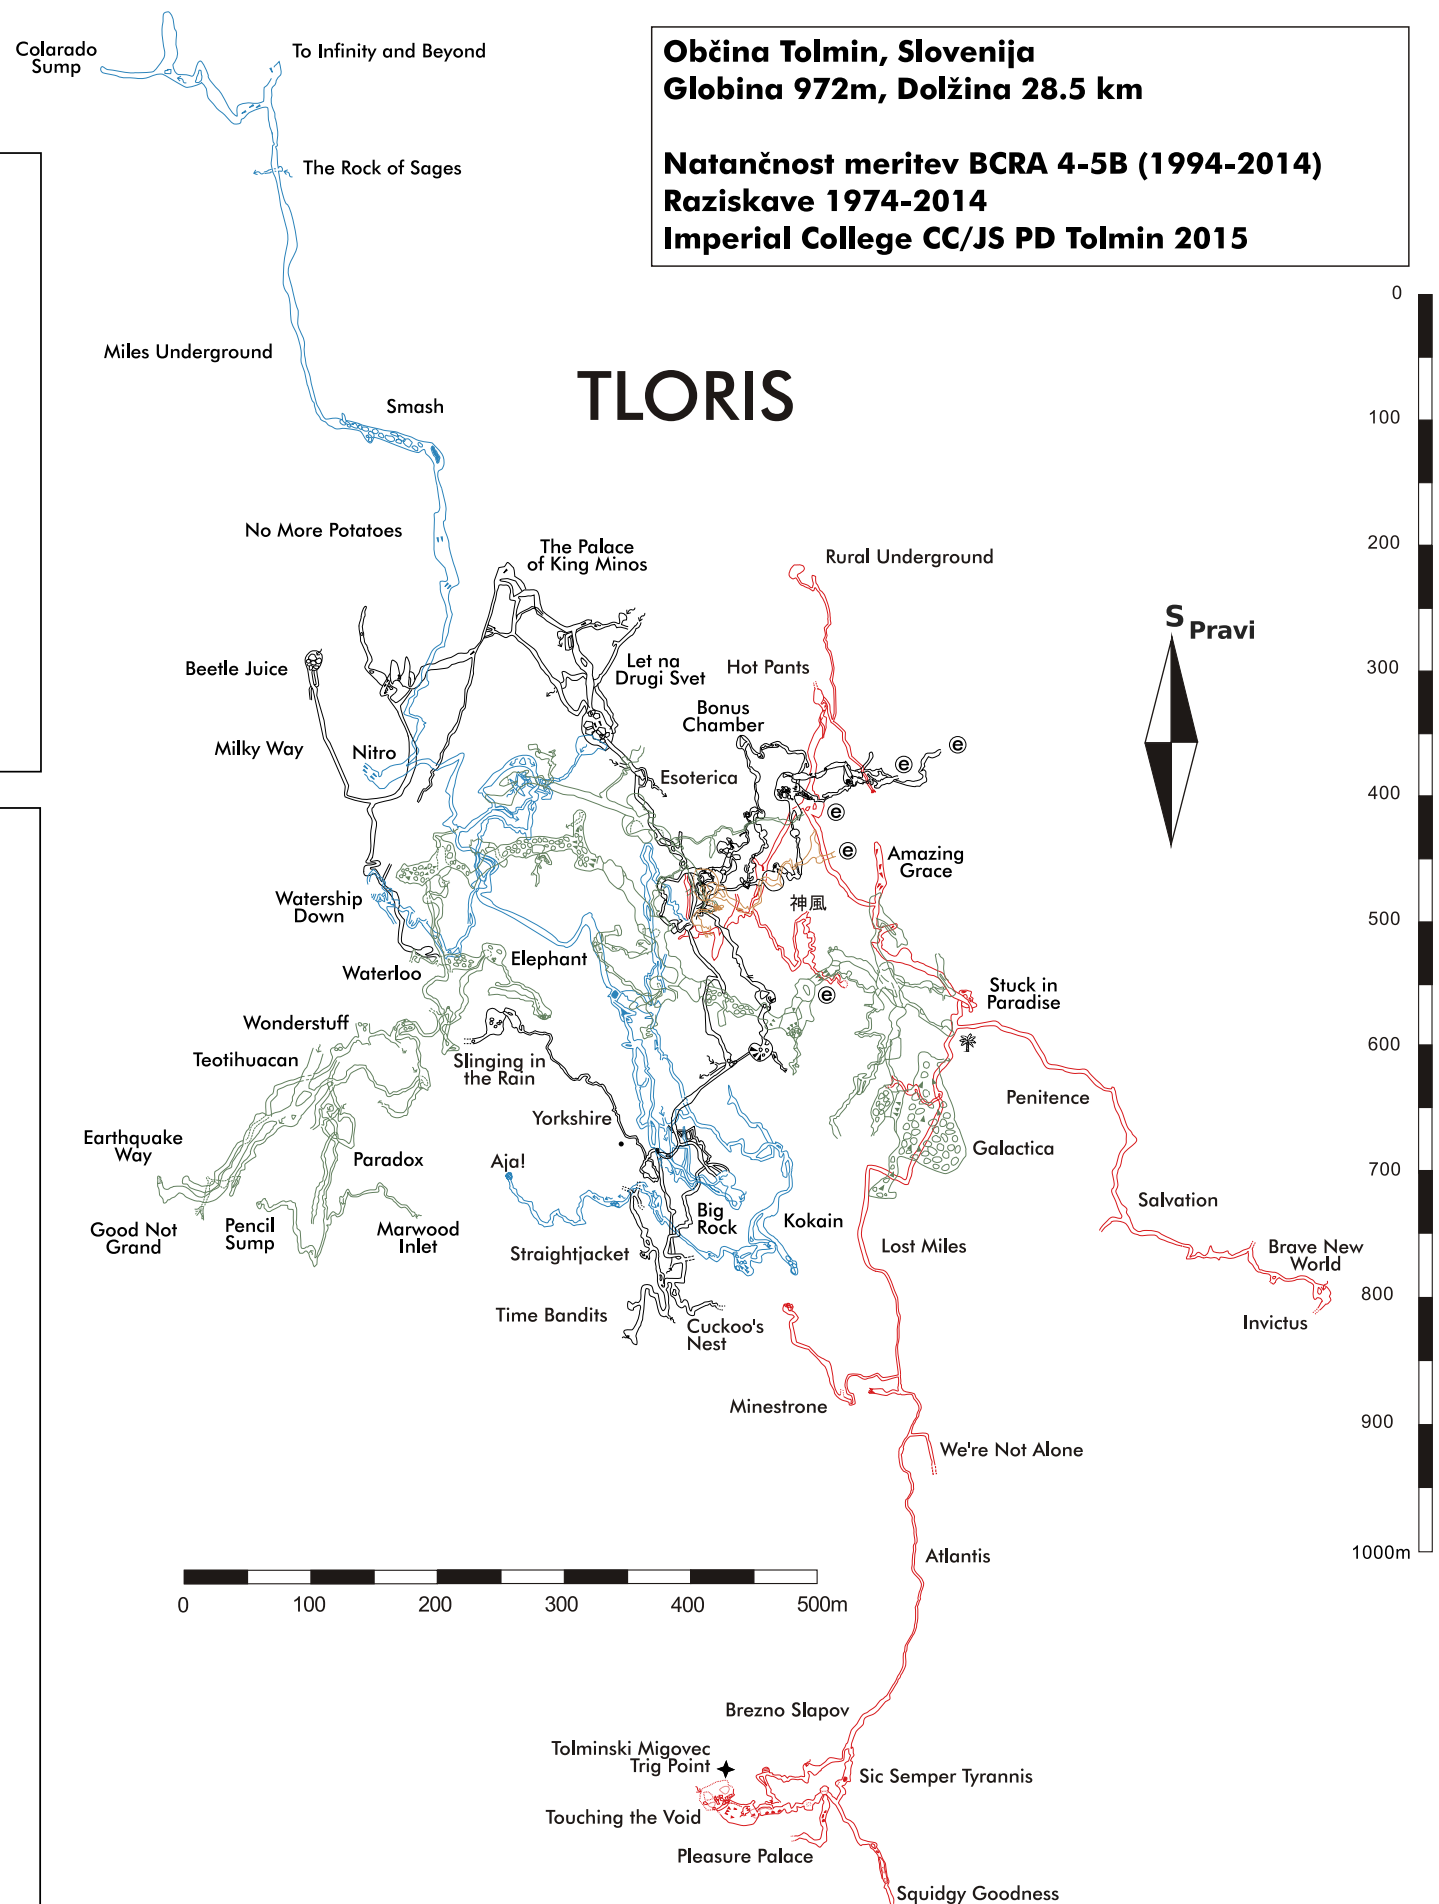 Colarado
Sump
To Infinity and Beyond
Občina Tolmin, Slovenija
Globina 972m, Dolžina 28.5 km
Natančnost meritev BCRA 4-5B (1994-2014)
Raziskave 1974-2014
Imperial College CC/JS PD Tolmin 2015
The Rock of Sages
0
Miles Underground
TLORIS
Smash
100
No More Potatoes
200
The Palace
of King Minos
Rural Underground
S
Pravi
Beetle Juice
Let na
Drugi Svet
Hot Pants
300
Bonus
Chamber
Milky Way
Nitro
e
e
Esoterica
400
e
e
Amazing
Grace
Watership
Down
神風
500
Waterloo
Elephant
e
Stuck in
Paradise
Wonderstuff
Teotihuacan
Slinging in
the Rain
600
Penitence
Yorkshire
Earthquake
Way
Paradox
Aja!
Galactica
700
Salvation
Good Not
Grand
Pencil
Sump
Marwood
Inlet
Big
Rock
Kokain
Straightjacket
Lost Miles
Brave New
World
800
Time Bandits
Cuckoo's
Nest
Invictus
Minestrone
900
We're Not Alone
Atlantis
1000m
0
100
200
300
400
500m
Brezno Slapov
Tolminski Migovec
Trig Point
Sic Semper Tyrannis
Touching the Void
Pleasure Palace
Squidgy Goodness